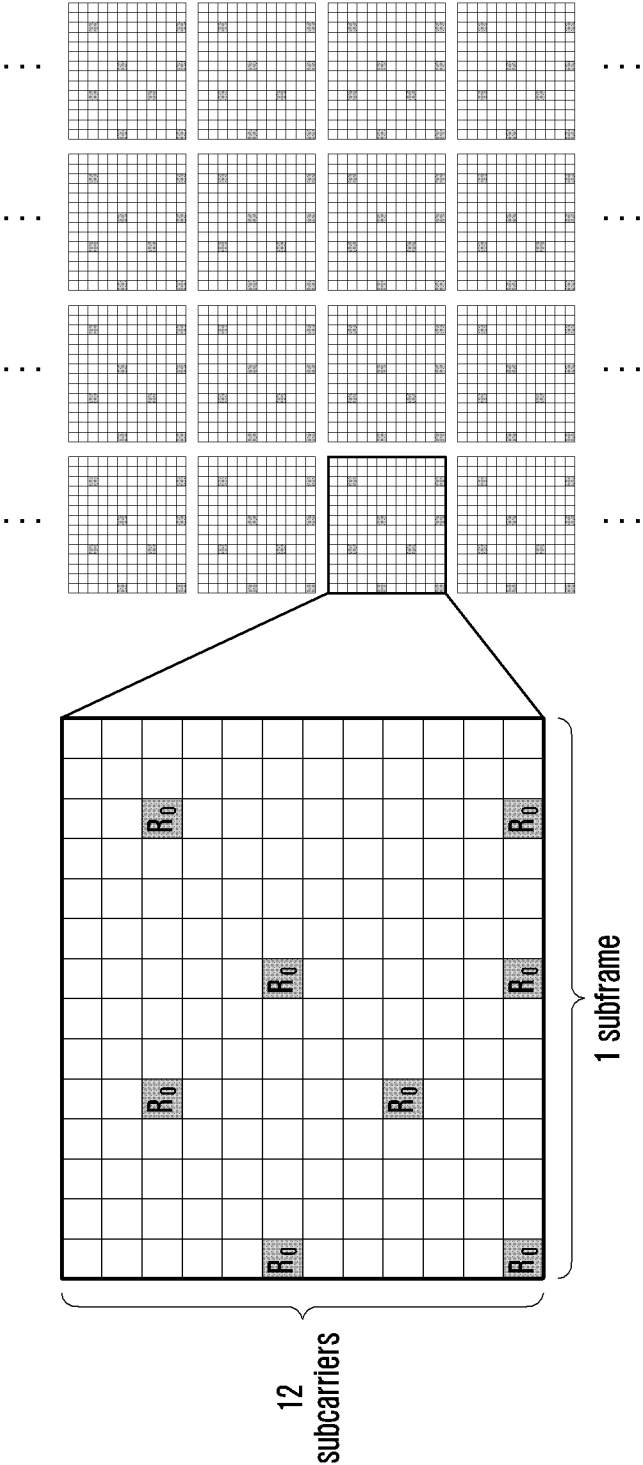 12
subcarriers
R₀ R₀
R₀ R₀
R₀
R₀ R₀ R₀
1 subframe